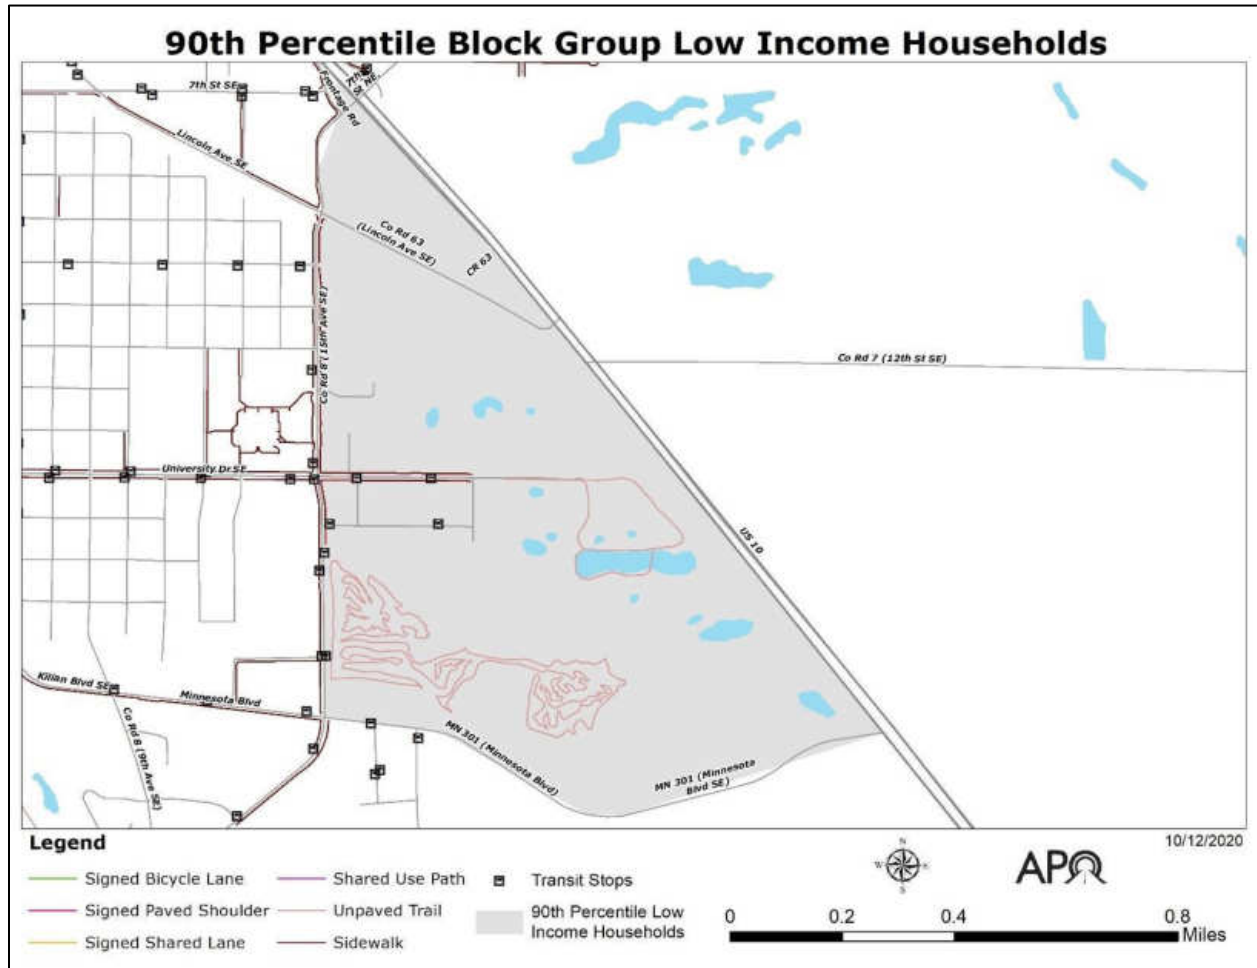 90th Percentile Block Group Low Income Households
7th St SE
Frontage Rd
Lincoln Ave SE
Co Rd 63
(Lincoln Ave SE)
CR 63
Co Rd 8 (15th Ave SE)
Co Rd 7 (12th St SE)
University Dr SE
US 10
Kilian Blvd SE
Minnesota Blvd
Co Rd 8 (9th Ave SE)
MN 301 (Minnesota Blvd)
MN 301 (Minnesota
Blvd SE)
10/12/2020
Legend
Signed Bicycle Lane
Signed Paved Shoulder
Signed Shared Lane
Shared Use Path
Unpaved Trail
Sidewalk
Transit Stops
90th Percentile Low
Income Households
N
W
E
S
APO
0 0.2 0.4 0.8
Miles